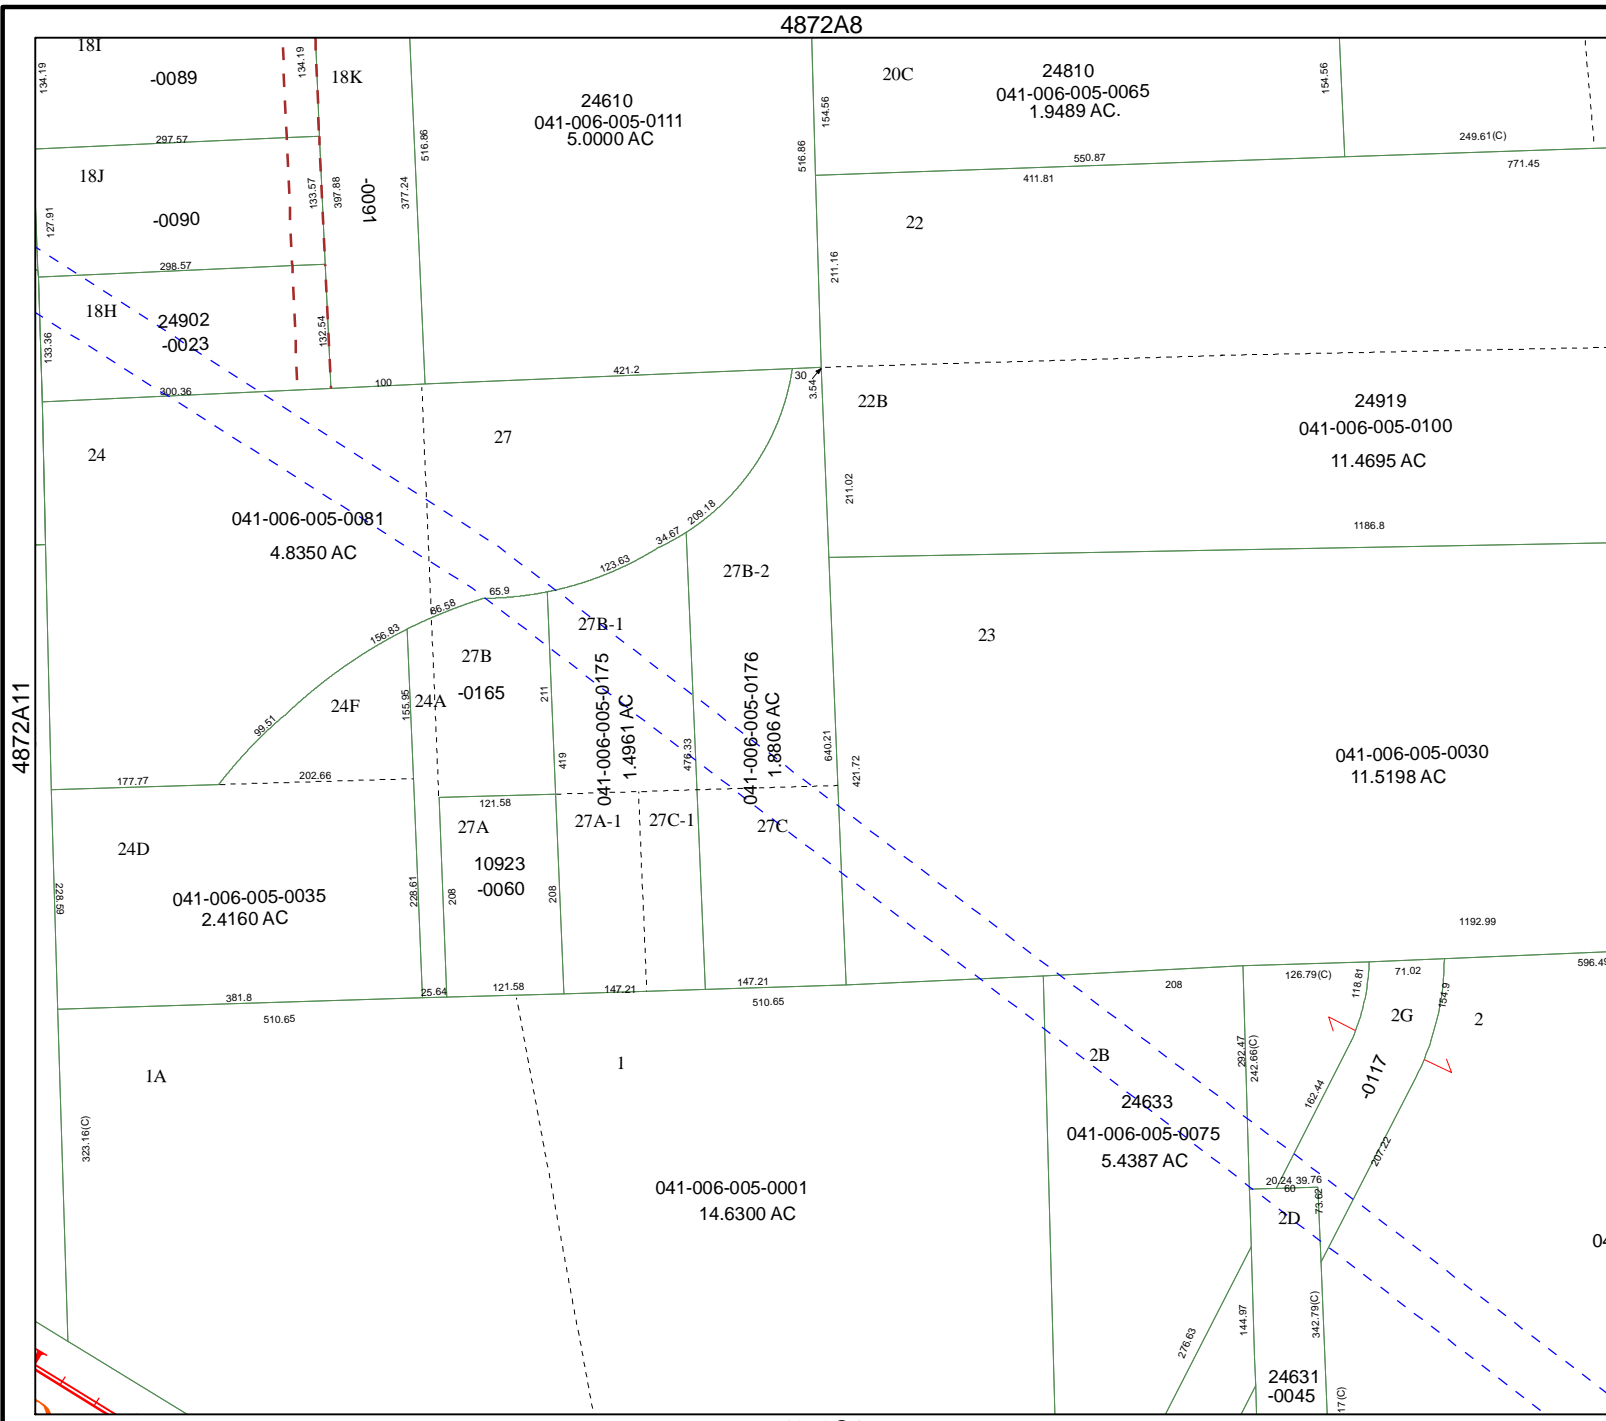 4872A8
18I
-0089
134.19
134.19
18K
297.57
18J
-0090
127.91
133.57
397.88
-0091
377.24
516.86
298.57
18H
24902
-0023
133.36
132.54
300.36
100
24610
041-006-005-0111
5.0000 AC
421.2
30
3.54
516.86
154.56
20C
24810
041-006-005-0065
1.9489 AC.
154.56
249.61(C)
550.87
411.81
771.45
22
211.16
22B
24919
041-006-005-0100
11.4695 AC
211.02
1186.8
24
27
041-006-005-0081
4.8350 AC
209.18
34.67
123.63
65.9
86.58
156.83
99.51
27B-2
27B-1
27B
-0165
24A
24F
155.95
211
041-006-005-0175
1.4961 AC
041-006-005-0176
1.8806 AC
419
476.33
640.21
421.72
23
041-006-005-0030
11.5198 AC
1192.99
596.45
4872A11
177.77
202.66
24D
041-006-005-0035
2.4160 AC
228.59
228.61
121.58
27A
10923
-0060
208
208
27A-1
27C-1
27C
381.8
25.64
121.58
147.21
147.21
510.65
510.65
1A
1
323.16(C)
041-006-005-0001
14.6300 AC
208
126.79(C)
71.02
118.81
154.9
2G
2
2B
292.47
242.66(C)
24633
041-006-005-0075
5.4387 AC
162.44
-0117
207.22
20.24
39.76
60
73.62
2D
04
276.63
144.97
342.79(C)
24631
-0045
17(C)